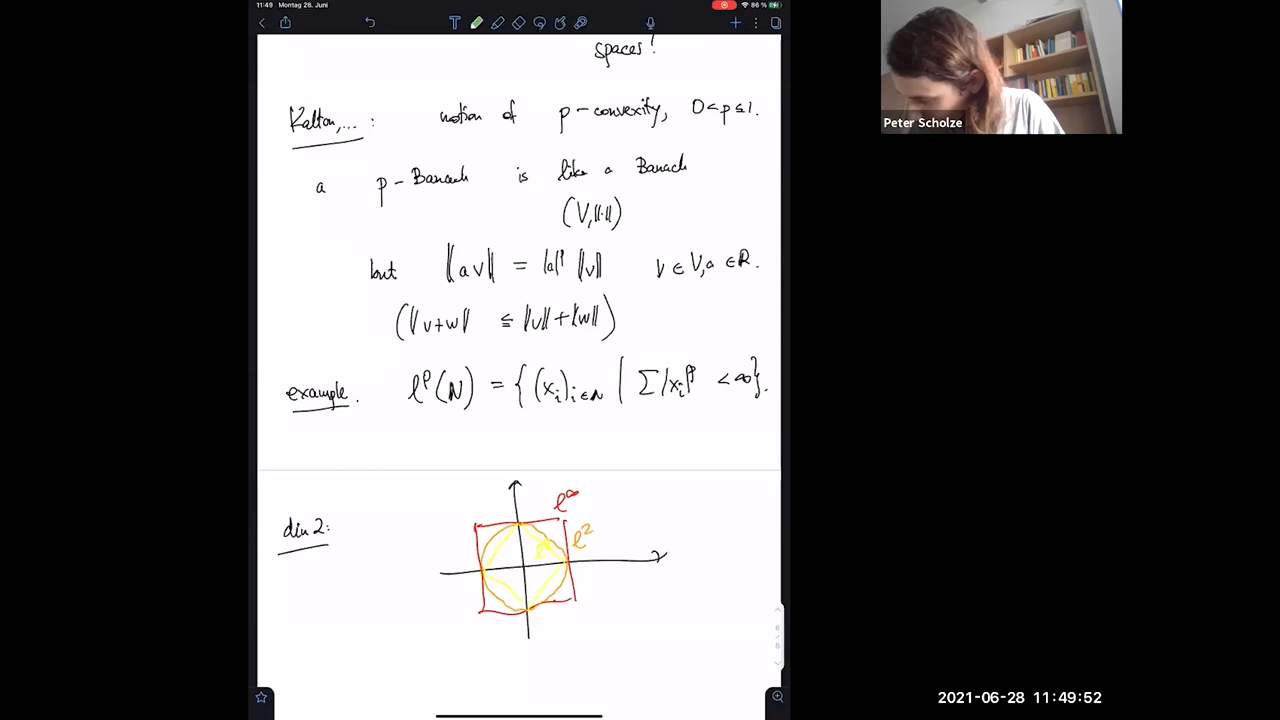 11:49 Montag 28. Juni
86 %
spaces!
Kalton,... : notion of p-convexity, 0<p≤1.
a p-Banach is like a Banach
(V,||·||)
but ||av|| = |a|^p ||v|| v ∈ V, a ∈ R.
(||v+w|| ≤ ||v||+||w||)
example. l^p(N) = { (x_i)_{i∈N} | Σ|x_i|^p <∞}.
dim 2:
l^∞
l^2
Peter Scholze
2021-06-28 11:49:52